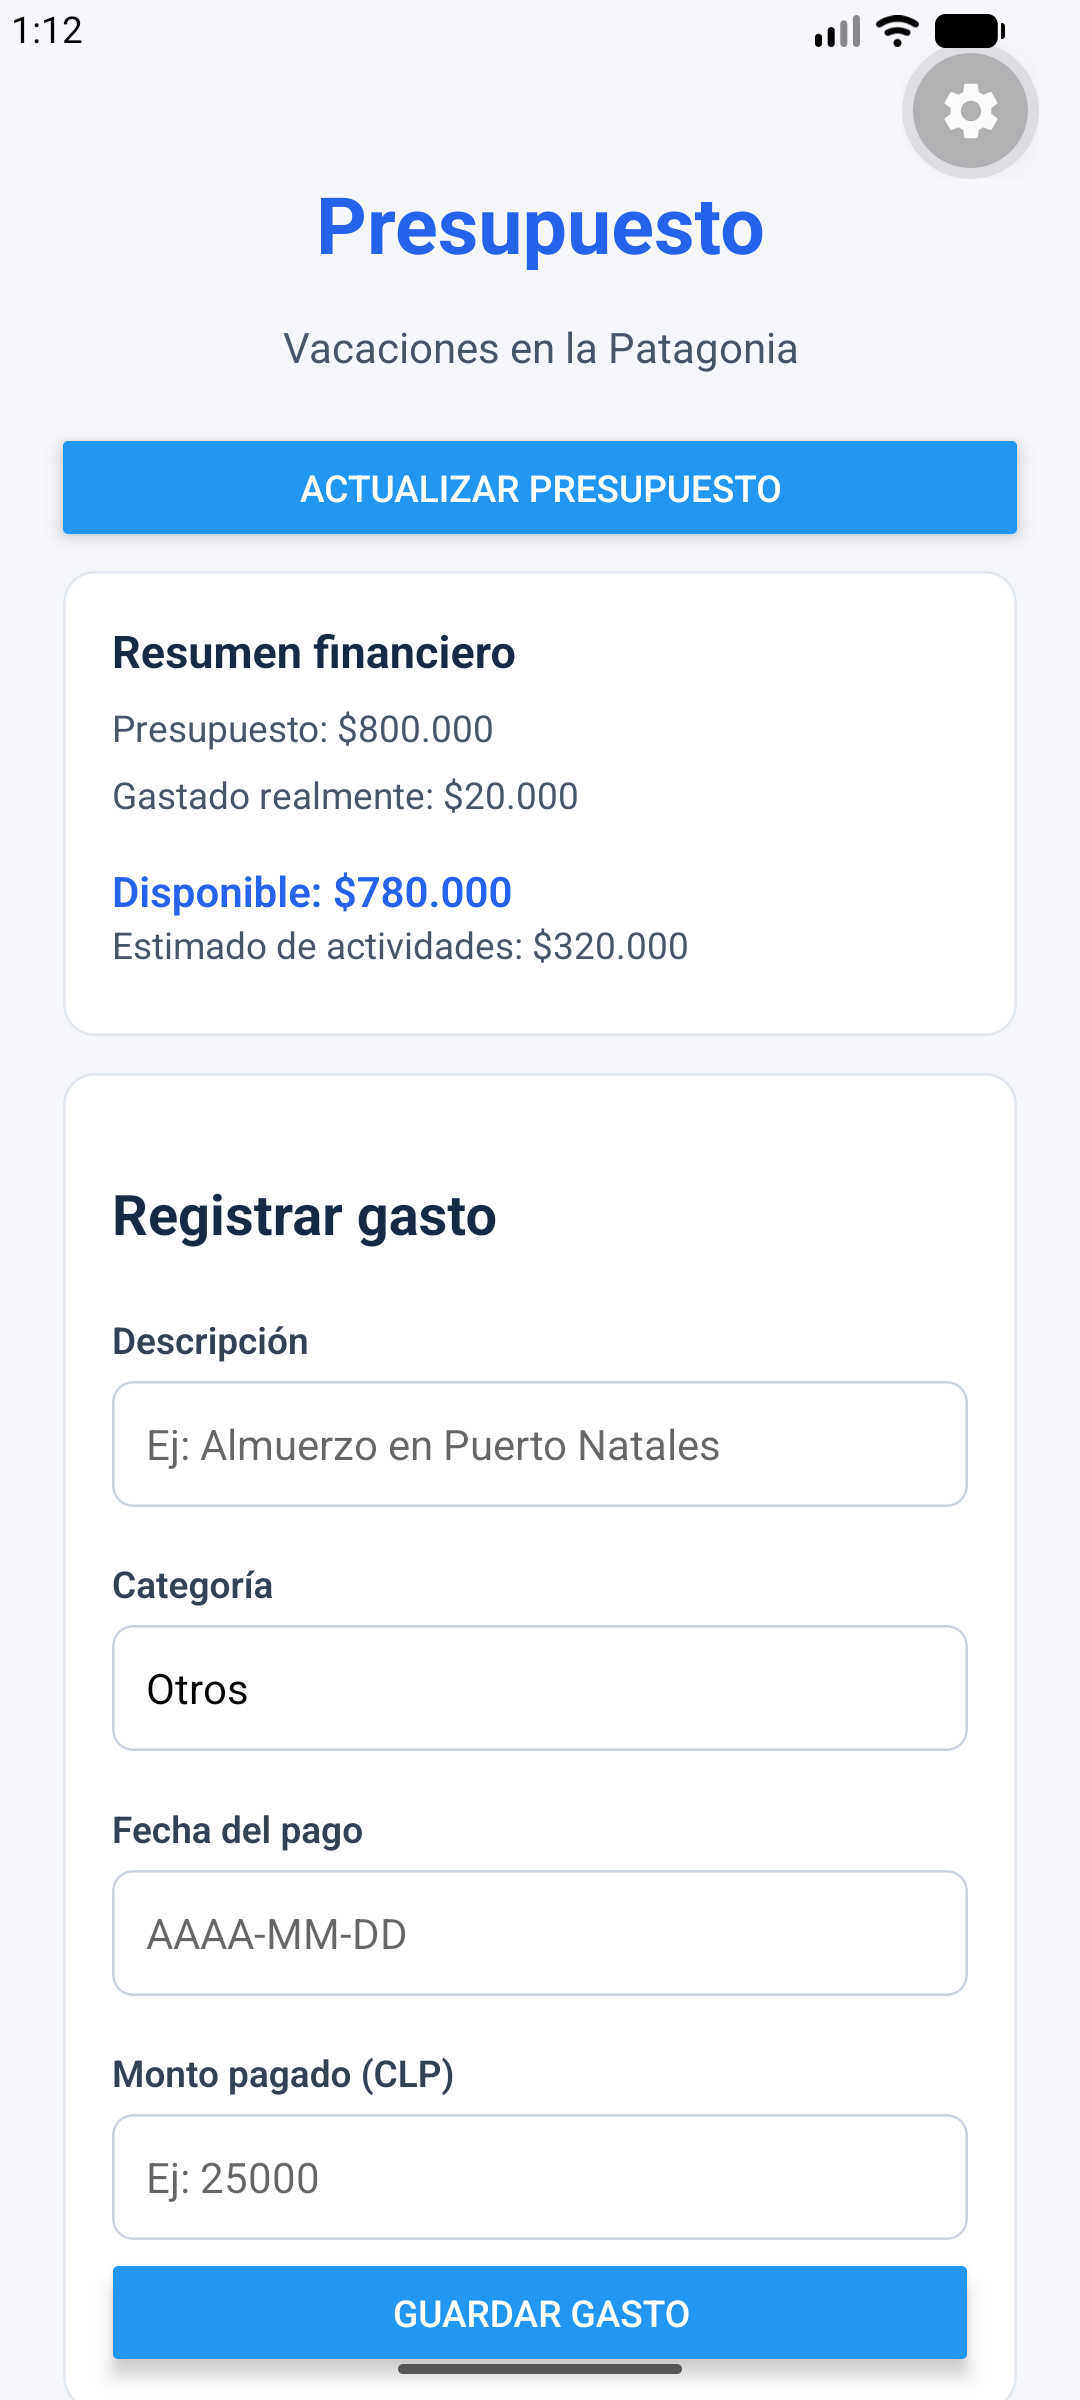 1:12
Presupuesto
Vacaciones en la Patagonia
ACTUALIZAR PRESUPUESTO
Resumen financiero
Presupuesto: $800.000
Gastado realmente: $20.000
Disponible: $780.000
Estimado de actividades: $320.000
Registrar gasto
Descripción
Ej: Almuerzo en Puerto Natales
Categoría
Otros
Fecha del pago
AAAA-MM-DD
Monto pagado (CLP)
Ej: 25000
GUARDAR GASTO